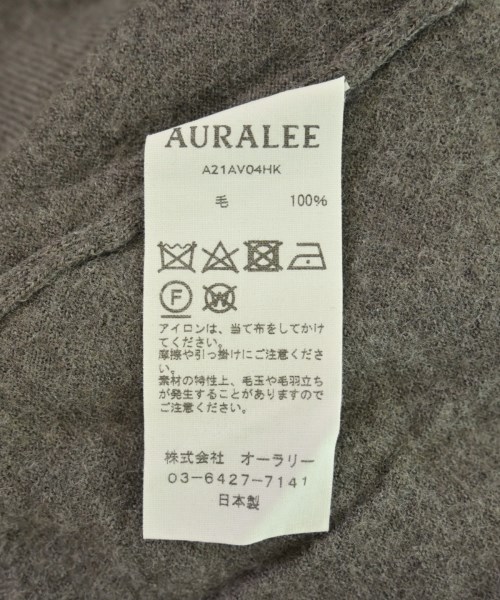 AURALEE
A21AV04HK
毛 100%
F W
アイロンは、当て布をしてかけ
てください。
摩擦や引っ掛けにご注意くださ
い。
素材の特性上、毛玉や毛羽立ち
が発生することがありますので
ご注意ください。
株式会社 オーラリー
03-6427-7141
日本製